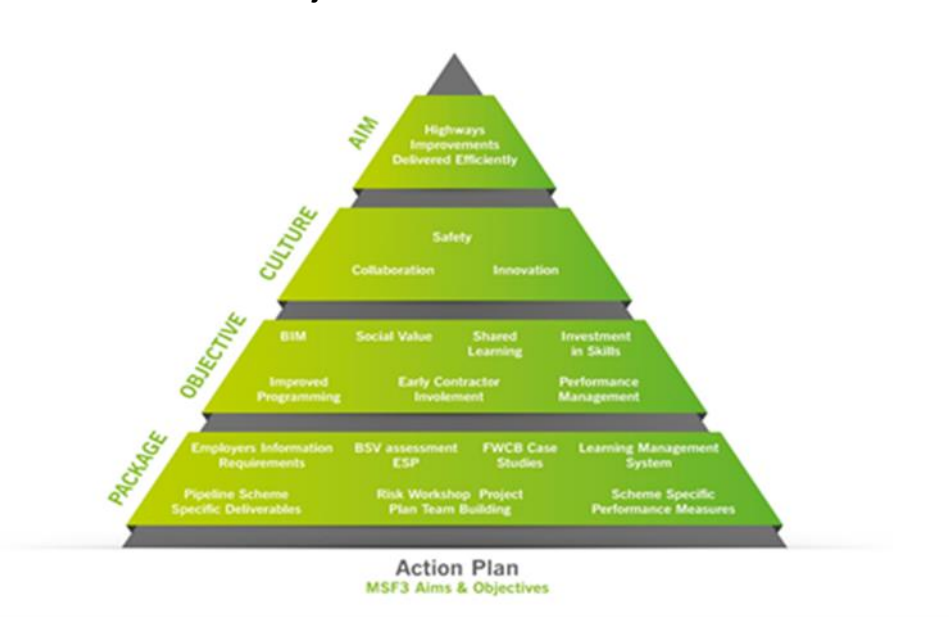 AIM
Highways
Improvements
Delivered Efficiently
CULTURE
Safety
Collaboration Innovation
OBJECTIVE
BIM Social Value Shared Investment
Learning in Skills
Improved Early Contractor Performance
Programming Involement Management
PACKAGE
Employers Information BSV assessment FWCB Case Learning Management
Requirements ESP Studies System
Pipeline Scheme Risk Workshop Project Scheme Specific
Specific Deliverables Plan Team Building Performance Measures
Action Plan
MSF3 Aims & Objectives